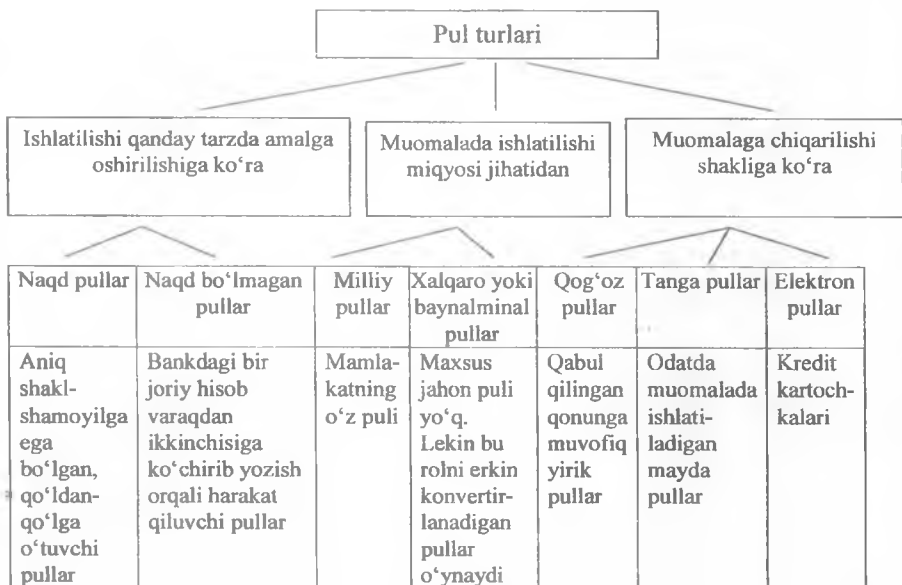 Pul turlari
Ishlatilishi qanday tarzda amalga
oshirilishiga ko‘ra
Muomalada ishlatilishi
miqyosi jihatidan
Muomalaga chiqarilishi
shakliga ko‘ra
Naqd pullar
Naqd bo‘lmagan
pullar
Milliy
pullar
Xalqaro yoki
baynalminal
pullar
Qog‘oz
pullar
Tanga pullar
Elektron
pullar
Aniq
shakl-
shamoyilga
ega
bo‘lgan,
qo‘ldan-
qo‘lga
o‘tuvchi
pullar
Bankdagi bir
joriy hisob
varaqdan
ikkinchisiga
ko‘chirib yozish
orqali harakat
qiluvchi pullar
Mamla-
katning
o‘z puli
Maxsus
jahon puli
yo‘q.
Lekin bu
rolni erkin
konvertir-
lanadigan
pullar
o‘ynaydi
Qabul
qilingan
qonunga
muvofiq
yirik
pullar
Odatda
muomalada
ishlati-
ladigan
mayda
pullar
Kredit
kartoch-
kalari